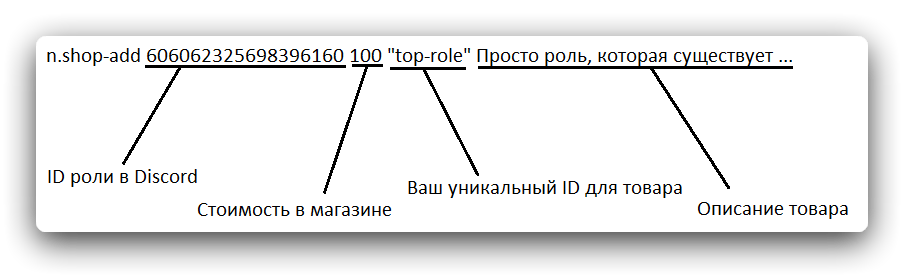 n.shop-add 606062325698396160 100 "top-role" Просто роль, которая существует ...
ID роли в Discord
Стоимость в магазине
Ваш уникальный ID для товара
Описание товара